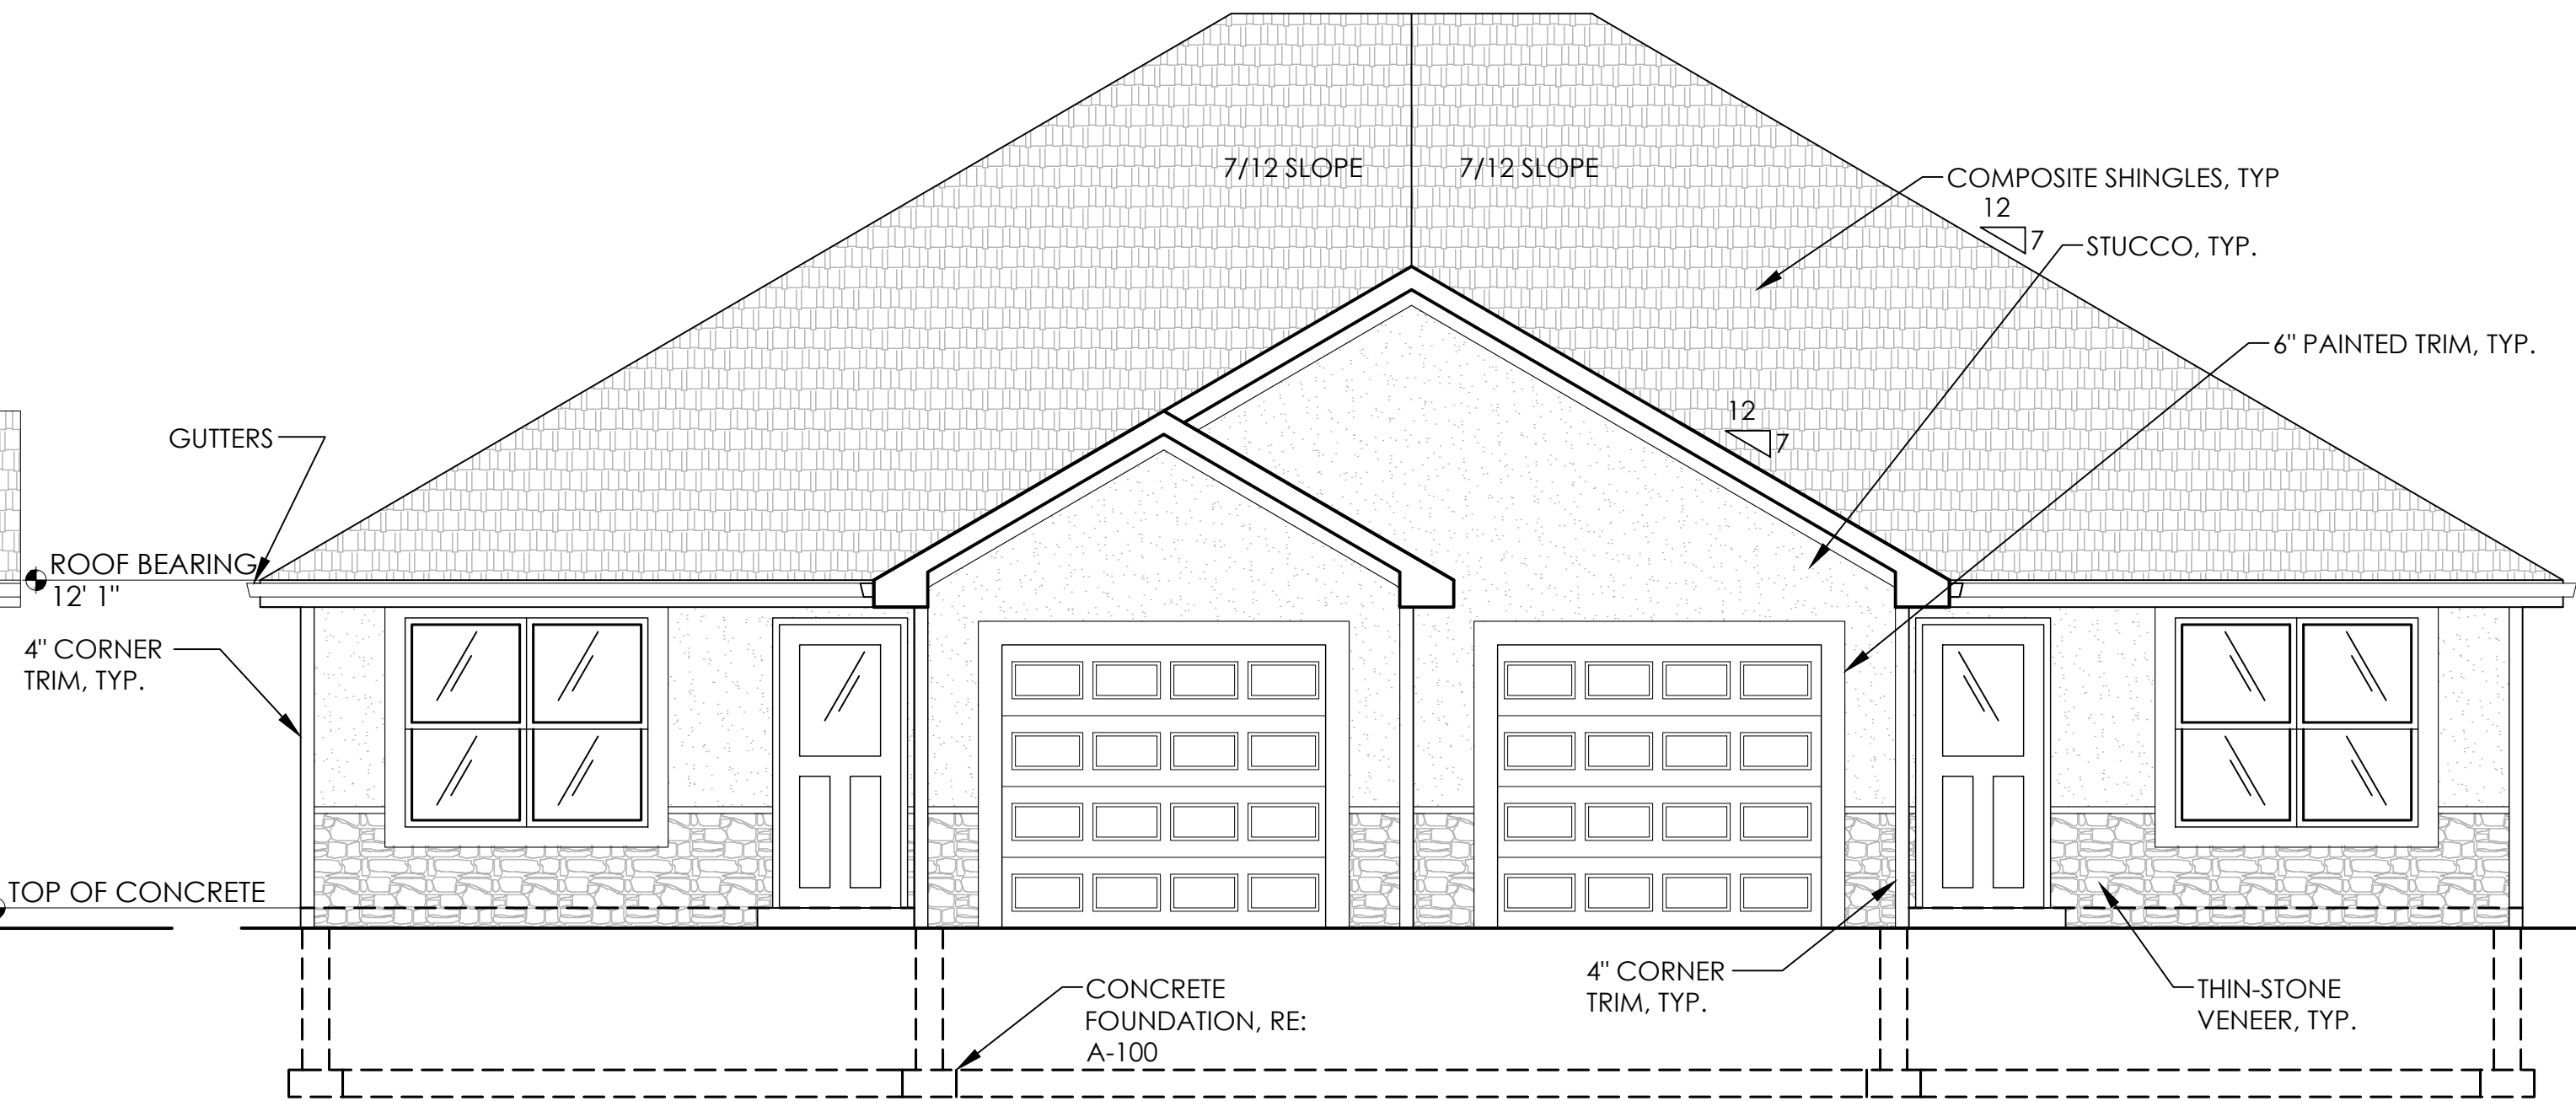 7/12 SLOPE
7/12 SLOPE
COMPOSITE SHINGLES, TYP
12
7
STUCCO, TYP.
6" PAINTED TRIM, TYP.
12
7
GUTTERS
ROOF BEARING
12' 1"
4" CORNER
TRIM, TYP.
TOP OF CONCRETE
4" CORNER
TRIM, TYP.
CONCRETE
FOUNDATION, RE:
A-100
THIN-STONE
VENEER, TYP.